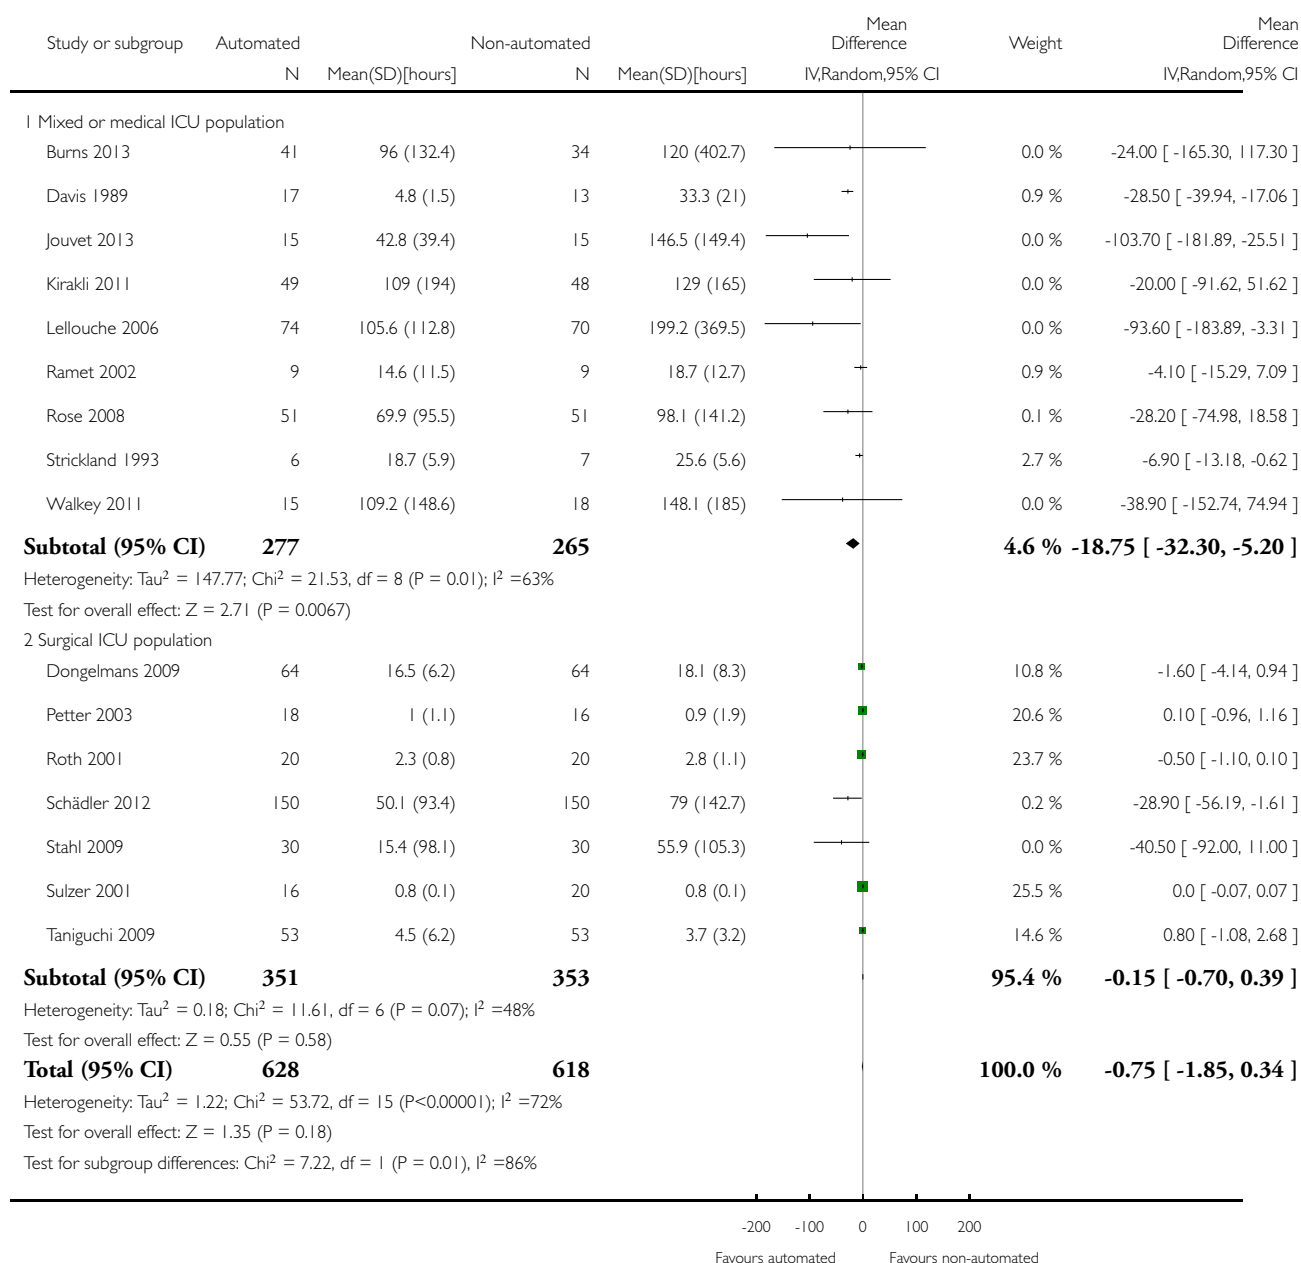 Mean Mean
Study or subgroup Automated Non-automated Difference Weight Difference
N Mean(SD)[hours] N Mean(SD)[hours] IV,Random,95% CI IV,Random,95% CI
1 Mixed or medical ICU population
Burns 2013 41 96 (132.4) 34 120 (402.7) 0.0 % -24.00 [ -165.30, 117.30 ]
Davis 1989 17 4.8 (1.5) 13 33.3 (21) 0.9 % -28.50 [ -39.94, -17.06 ]
Jouvet 2013 15 42.8 (39.4) 15 146.5 (149.4) 0.0 % -103.70 [ -181.89, -25.51 ]
Kirakli 2011 49 109 (194) 48 129 (165) 0.0 % -20.00 [ -91.62, 51.62 ]
Lellouche 2006 74 105.6 (112.8) 70 199.2 (369.5) 0.0 % -93.60 [ -183.89, -3.31 ]
Ramet 2002 9 14.6 (11.5) 9 18.7 (12.7) 0.9 % -4.10 [ -15.29, 7.09 ]
Rose 2008 51 69.9 (95.5) 51 98.1 (141.2) 0.1 % -28.20 [ -74.98, 18.58 ]
Strickland 1993 6 18.7 (5.9) 7 25.6 (5.6) 2.7 % -6.90 [ -13.18, -0.62 ]
Walkey 2011 15 109.2 (148.6) 18 148.1 (185) 0.0 % -38.90 [ -152.74, 74.94 ]
Subtotal (95% CI) 277 265 4.6 % -18.75 [ -32.30, -5.20 ]
Heterogeneity: Tau² = 147.77; Chi² = 21.53, df = 8 (P = 0.01); I² =63%
Test for overall effect: Z = 2.71 (P = 0.0067)
2 Surgical ICU population
Dongelmans 2009 64 16.5 (6.2) 64 18.1 (8.3) 10.8 % -1.60 [ -4.14, 0.94 ]
Petter 2003 18 1 (1.1) 16 0.9 (1.9) 20.6 % 0.10 [ -0.96, 1.16 ]
Roth 2001 20 2.3 (0.8) 20 2.8 (1.1) 23.7 % -0.50 [ -1.10, 0.10 ]
Schädler 2012 150 50.1 (93.4) 150 79 (142.7) 0.2 % -28.90 [ -56.19, -1.61 ]
Stahl 2009 30 15.4 (98.1) 30 55.9 (105.3) 0.0 % -40.50 [ -92.00, 11.00 ]
Sulzer 2001 16 0.8 (0.1) 20 0.8 (0.1) 25.5 % 0.0 [ -0.07, 0.07 ]
Taniguchi 2009 53 4.5 (6.2) 53 3.7 (3.2) 14.6 % 0.80 [ -1.08, 2.68 ]
Subtotal (95% CI) 351 353 95.4 % -0.15 [ -0.70, 0.39 ]
Heterogeneity: Tau² = 0.18; Chi² = 11.61, df = 6 (P = 0.07); I² =48%
Test for overall effect: Z = 0.55 (P = 0.58)
Total (95% CI) 628 618 100.0 % -0.75 [ -1.85, 0.34 ]
Heterogeneity: Tau² = 1.22; Chi² = 53.72, df = 15 (P<0.00001); I² =72%
Test for overall effect: Z = 1.35 (P = 0.18)
Test for subgroup differences: Chi² = 7.22, df = 1 (P = 0.01), I² =86%
-200 -100 0 100 200
Favours automated Favours non-automated